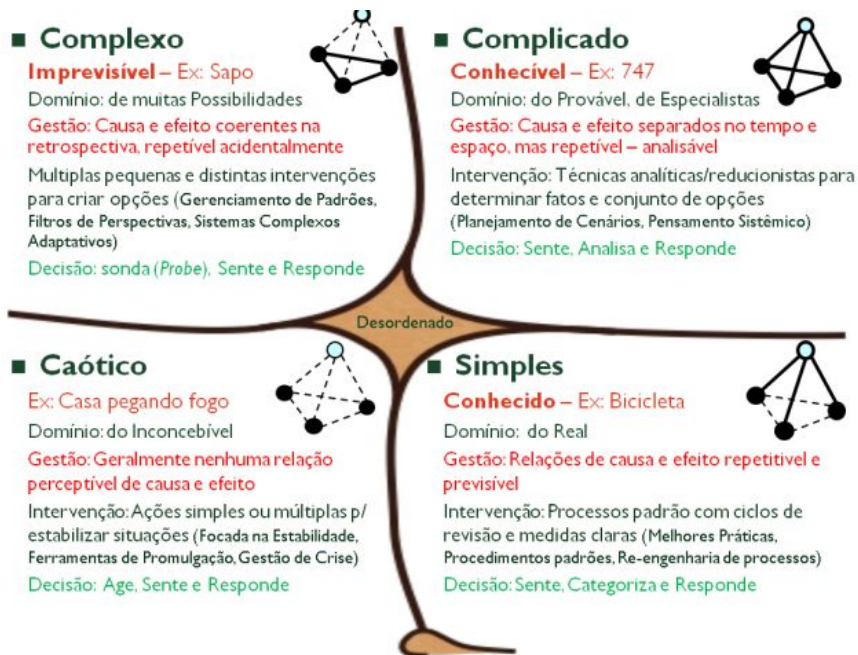 ■ Complexo
Imprevisível – Ex: Sapo
Domínio: de muitas Possibilidades
Gestão: Causa e efeito coerentes na
retrospectiva, repetível acidentalmente
Multiplas pequenas e distintas intervenções
para criar opções (Gerenciamento de Padrões,
Filtros de Perspectivas, Sistemas Complexos
Adaptativos)
Decisão: sonda (Probe), Sente e Responde
■ Complicado
Conhecível – Ex: 747
Domínio: do Provável, de Especialistas
Gestão: Causa e efeito separados no tempo e
espaço, mas repetível – analisável
Intervenção: Técnicas analíticas/reducionistas para
determinar fatos e conjunto de opções
(Planejamento de Cenários, Pensamento Sistêmico)
Decisão: Sente, Analisa e Responde
Desordenado
■ Caótico
Ex: Casa pegando fogo
Domínio: do Inconcebível
Gestão: Geralmente nenhuma relação
perceptível de causa e efeito
Intervenção: Ações simples ou múltiplas p/
estabilizar situações (Focada na Estabilidade,
Ferramentas de Promulgação, Gestão de Crise)
Decisão: Age, Sente e Responde
■ Simples
Conhecido – Ex: Bicicleta
Domínio: do Real
Gestão: Relações de causa e efeito repetitivel e
previsível
Intervenção: Processos padrão com ciclos de
revisão e medidas claras (Melhores Práticas,
Procedimentos padrões, Re-engenharia de processos)
Decisão: Sente, Categoriza e Responde